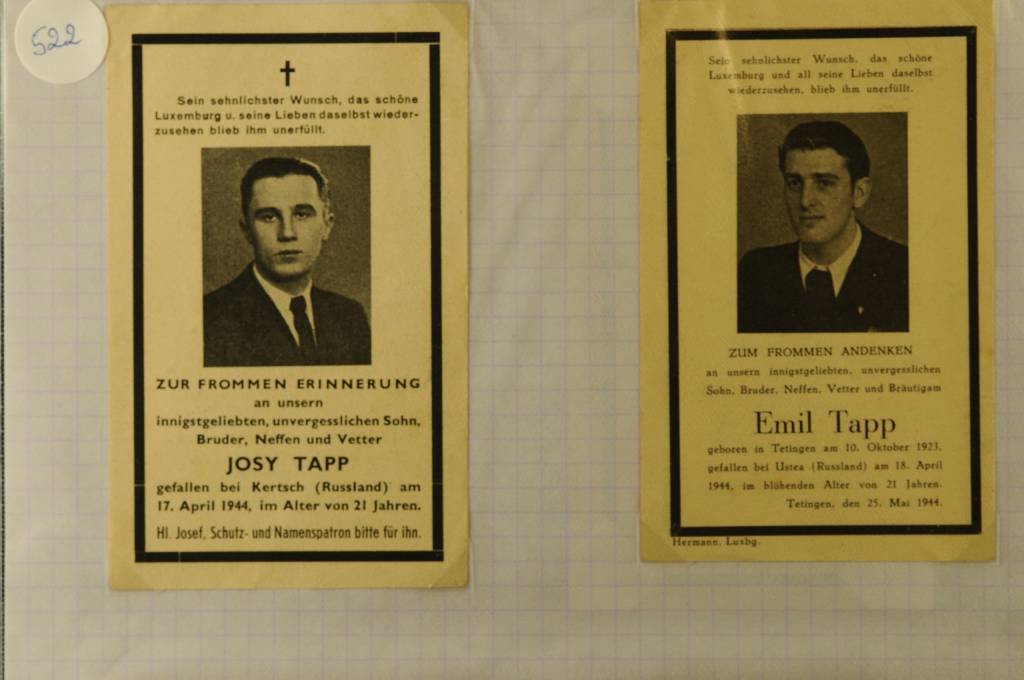 522
✝
Sein sehnlichster Wunsch, das schöne
Luxemburg u. seine Lieben daselbst wieder-
zusehen blieb ihm unerfüllt.
ZUR FROMMEN ERINNERUNG
an unsern
innigstgeliebten, unvergesslichen Sohn,
Bruder, Neffen und Vetter
JOSY TAPP
gefallen bei Kertsch (Russland) am
17. April 1944, im Alter von 21 Jahren.
Hl. Josef, Schutz- und Namenspatron bitte für ihn.
Sein sehnlichster Wunsch, das schöne
Luxemburg und all seine Lieben daselbst
wiederzusehen, blieb ihm unerfüllt.
ZUM FROMMEN ANDENKEN
an unsern innigstgeliebten, unvergesslichen
Sohn, Bruder, Neffen, Vetter und Bräutigam
Emil Tapp
geboren in Tetingen am 10. Oktober 1923,
gefallen bei Ustea (Russland) am 18. April
1944, im blühenden Alter von 21 Jahren.
Tetingen, den 25. Mai 1944.
Hermann, Luxbg.